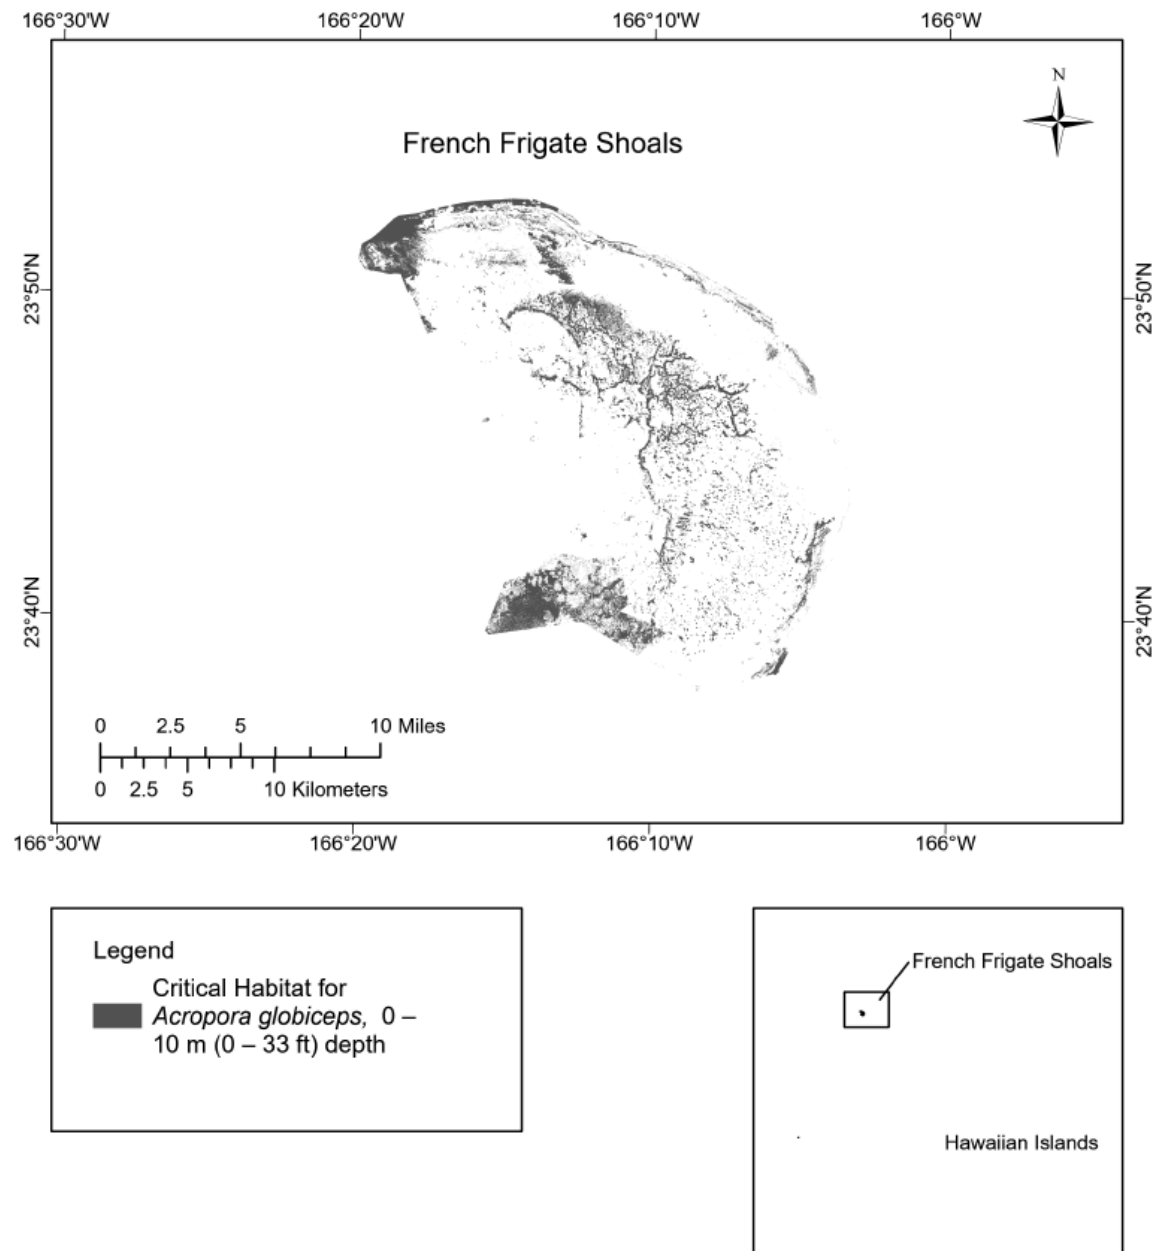 166°30'W 166°20'W 166°10'W 166°W
N
French Frigate Shoals
23°50'N
23°50'N
23°40'N
23°40'N
0 2.5 5 10 Miles
0 2.5 5 10 Kilometers
166°30'W 166°20'W 166°10'W 166°W
Legend
Critical Habitat for
Acropora globiceps, 0 –
10 m (0 – 33 ft) depth
French Frigate Shoals
Hawaiian Islands